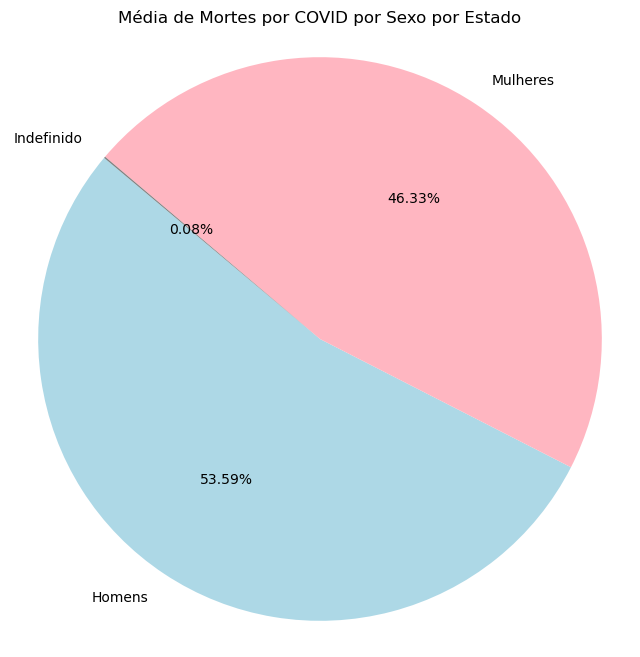 Média de Mortes por COVID por Sexo por Estado
Mulheres
Indefinido
46.33%
0.08%
53.59%
Homens